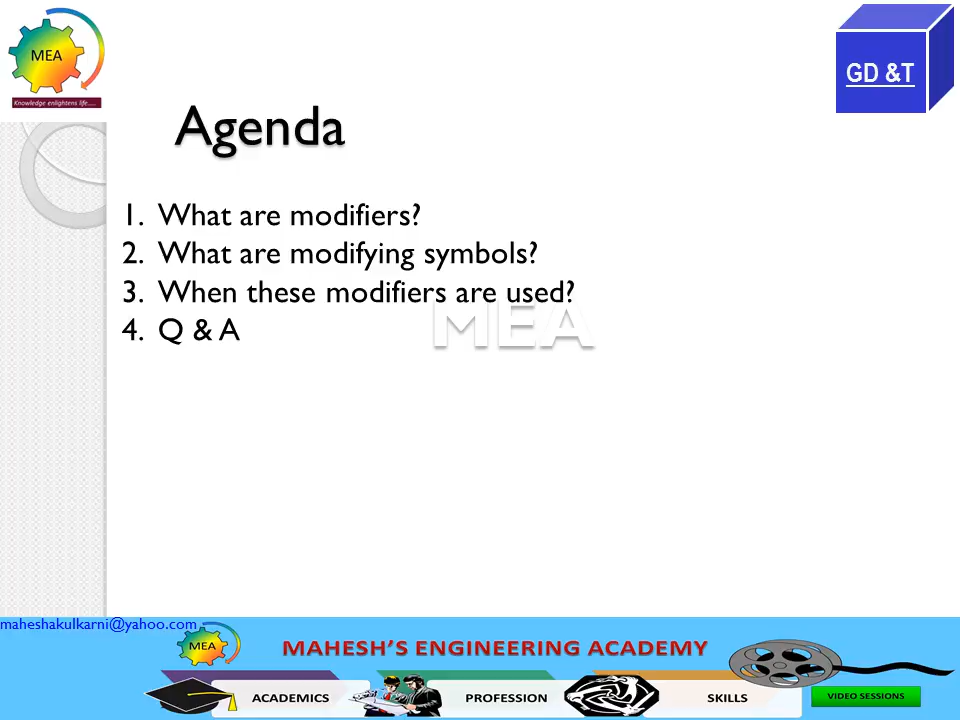 MEA
Knowledge enlightens life.....
GD &T
Agenda
1. What are modifiers?
2. What are modifying symbols?
3. When these modifiers are used?
4. Q & A
MEA
maheshakulkarni@yahoo.com
MEA
MAHESH'S ENGINEERING ACADEMY
ACADEMICS
PROFESSION
SKILLS
VIDEO SESSIONS